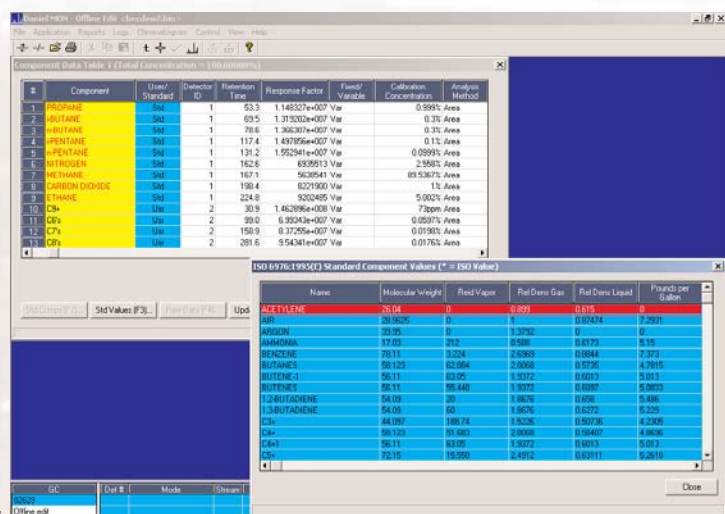 Daniel MON - Offline Edit
File Application Reports Logs Chromatogram Control View Help
Component Data Table 1 (Total Concentration = 100.00000%)
# Component User/Standard Detector ID Retention Time Response Factor Fixed/Variable Calibration Concentration Analysis Method
1 PROPANE Std 1 53.3 1.148327e+007 Var 0.999% Area
2 i-BUTANE Std 1 69.5 1.319202e+007 Var 0.3% Area
3 n-BUTANE Std 1 78.6 1.366307e+007 Var 0.3% Area
4 i-PENTANE Std 1 117.4 1.497856e+007 Var 0.1% Area
5 n-PENTANE Std 1 131.2 1.552941e+007 Var 0.0999% Area
6 NITROGEN Std 1 162.6 6935513 Var 2.958% Area
7 METHANE Std 1 167.1 5638541 Var 89.5367% Area
8 CARBON DIOXIDE Std 1 198.4 8221900 Var 1% Area
9 ETHANE Std 1 224.8 9202485 Var 5.002% Area
10 C9+ Usr 2 30.9 1.462896e+008 Var 73ppm Area
11 C6's Usr 2 99.0 6.99343e+007 Var 0.0597% Area
12 C7's Usr 2 158.9 8.37255e+007 Var 0.0198% Area
13 C8's Usr 2 281.6 9.54341e+007 Var 0.0176% Area
Std Values (F3)...
ISO 6976:1995(E) Standard Component Values (* = ISO Value)
Name Molecular Weight Reid Vapor Rel Dens Gas Rel Dens Liquid Pounds per Gallon
ACETYLENE 26.04 0 0.899 0.615 0
AIR 28.9625 0 1 0.87474 7.2931
ARGON 39.95 0 1.3792 0
AMMONIA 17.03 212 0.588 0.6173 5.15
BENZENE 78.11 3.224 2.6969 0.8844 7.373
BUTANES 58.123 62.084 2.0068 0.5735 4.7815
BUTENE-1 56.11 63.05 1.9372 0.6013 5.013
BUTENES 56.11 55.448 1.9372 0.6097 5.0833
1,2-BUTADIENE 54.09 20 1.8676 0.658 5.486
1,3-BUTADIENE 54.09 60 1.8676 0.6272 5.229
C3+ 44.097 188.74 1.5226 0.50736 4.2305
C4+ 58.123 51.683 2.0068 0.58407 4.8696
C4=1 56.11 63.05 1.9372 0.6013 5.013
C5+ 72.15 15.558 2.4912 0.63111 5.2618
Close
GC Det # Mode Stream
02629
Offline edit